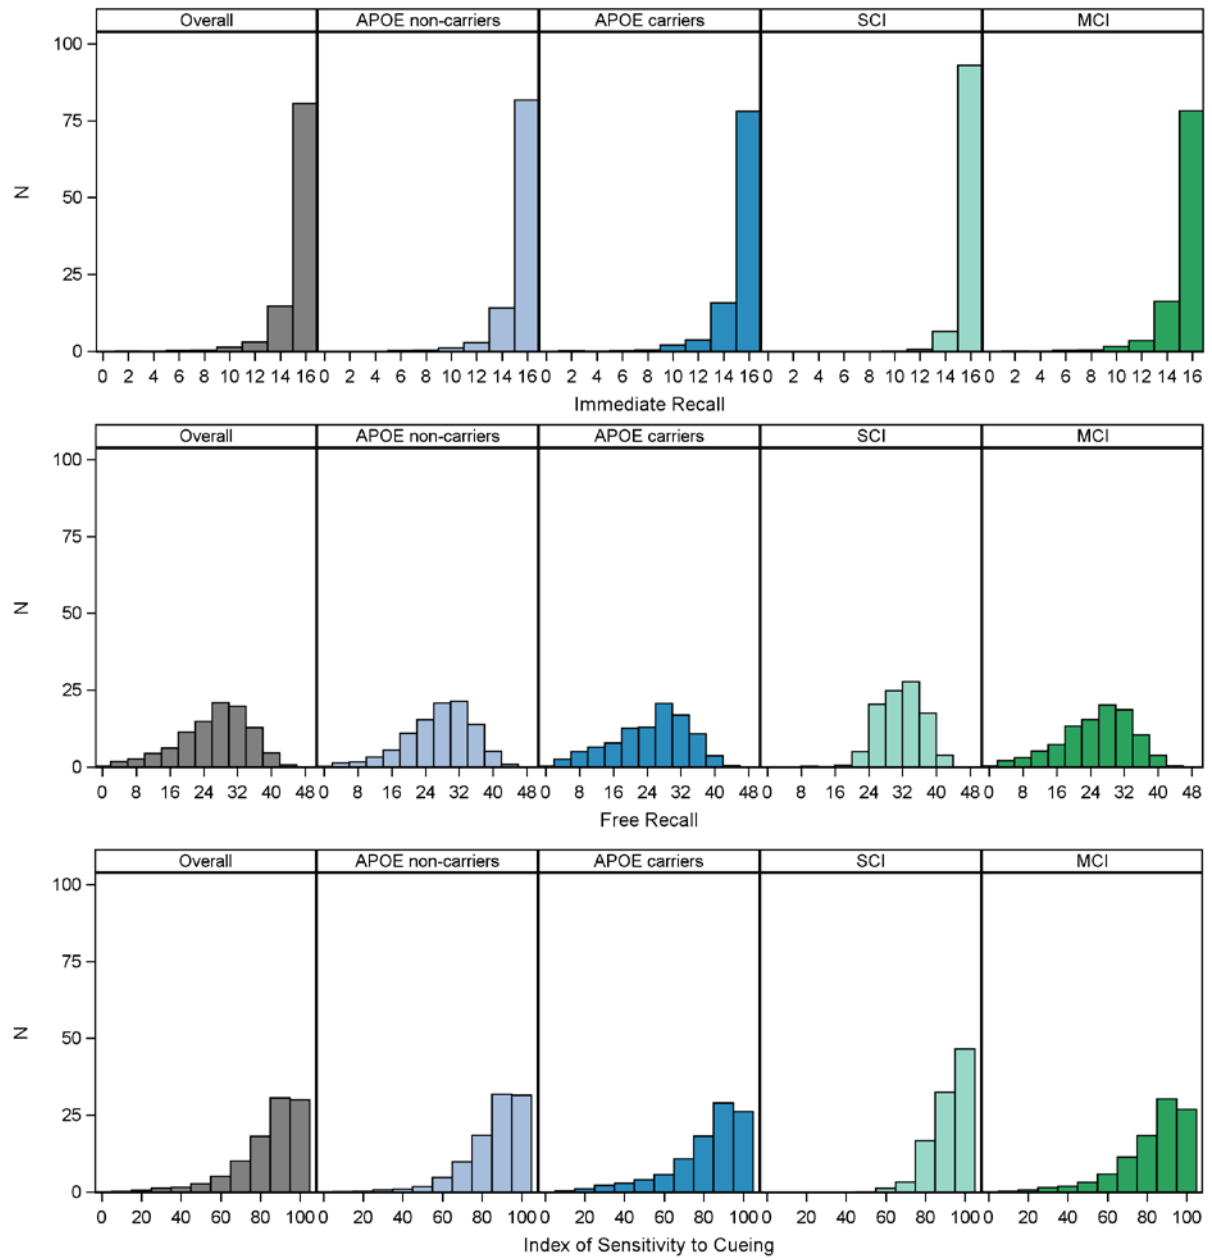 Overall APOE non-carriers APOE carriers SCI MCI
100
75
N
50
25
0
0 2 4 6 8 10 12 14 16 0 2 4 6 8 10 12 14 16 0 2 4 6 8 10 12 14 16 0 2 4 6 8 10 12 14 16 0 2 4 6 8 10 12 14 16
Immediate Recall
Overall APOE non-carriers APOE carriers SCI MCI
100
75
N
50
25
0
0 8 16 24 32 40 48 0 8 16 24 32 40 48 0 8 16 24 32 40 48 0 8 16 24 32 40 48 0 8 16 24 32 40 48
Free Recall
Overall APOE non-carriers APOE carriers SCI MCI
100
75
N
50
25
0
0 20 40 60 80 100 0 20 40 60 80 100 0 20 40 60 80 100 0 20 40 60 80 100 0 20 40 60 80 100
Index of Sensitivity to Cueing